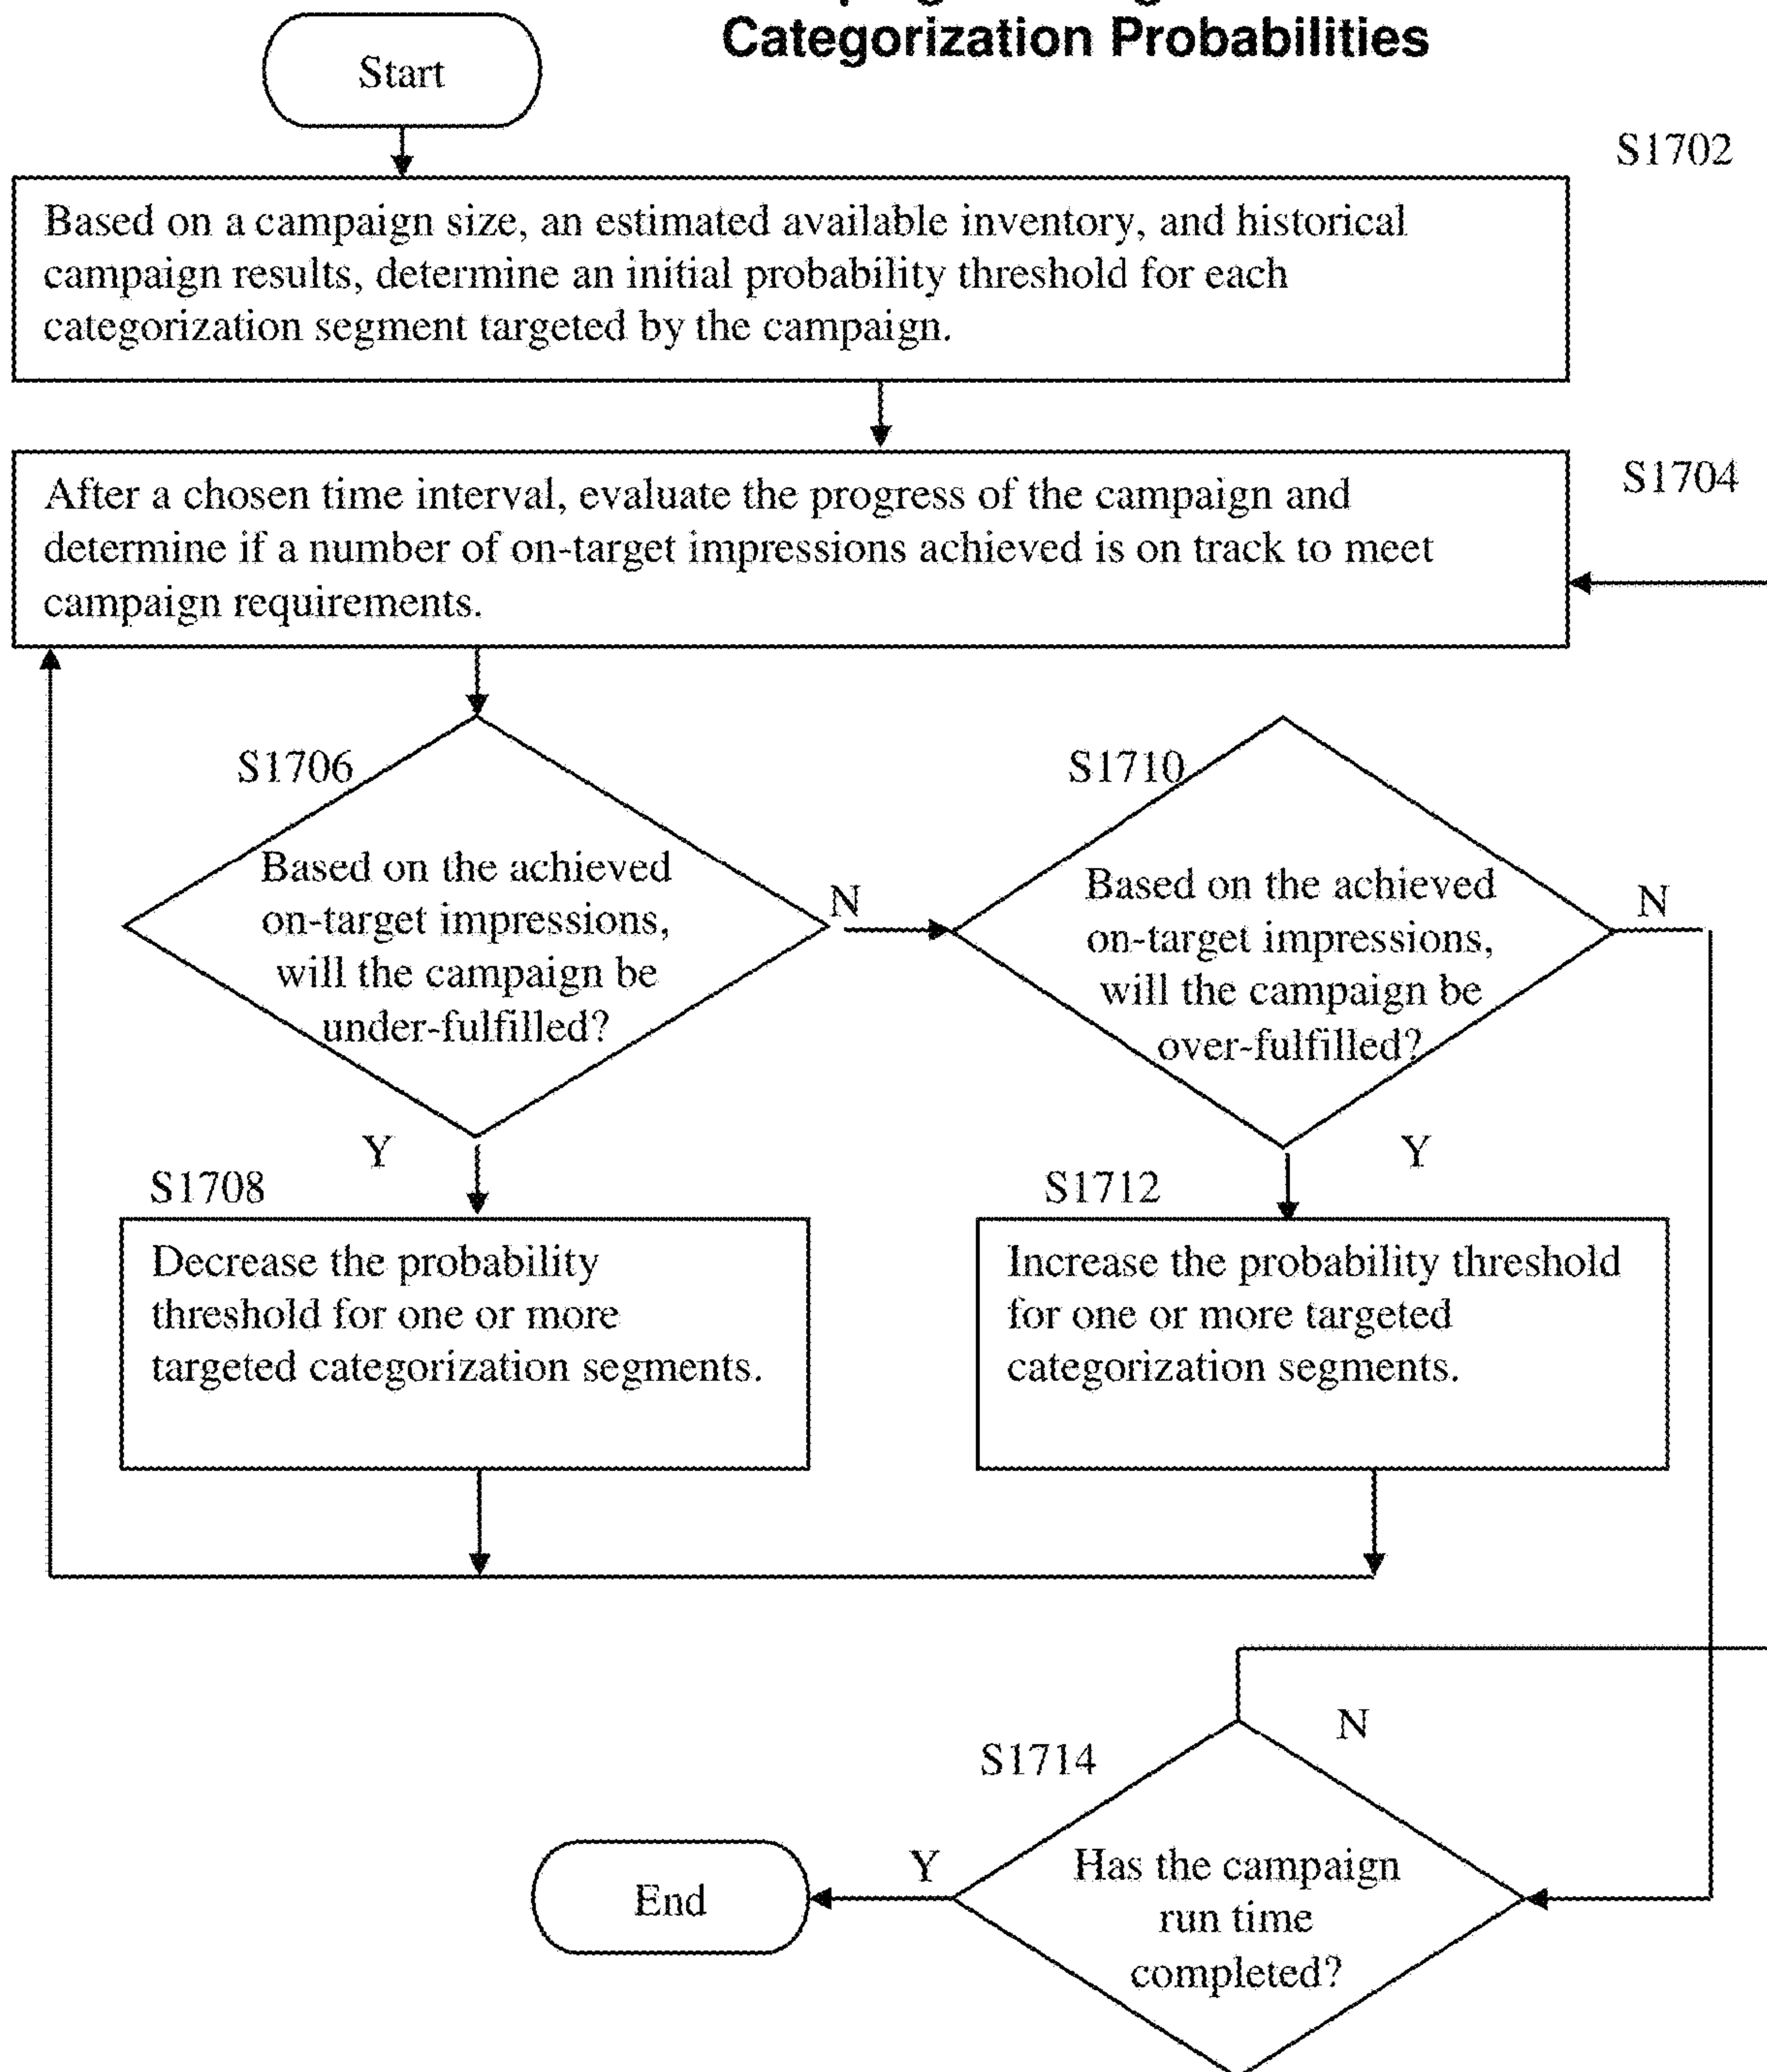 Categorization Probabilities
Start
S1702
Based on a campaign size, an estimated available inventory, and historical
campaign results, determine an initial probability threshold for each
categorization segment targeted by the campaign.
S1704
After a chosen time interval, evaluate the progress of the campaign and
determine if a number of on-target impressions achieved is on track to meet
campaign requirements.
S1706
Based on the achieved
on-target impressions,
will the campaign be
under-fulfilled?
N
S1710
Based on the achieved
on-target impressions,
will the campaign be
over-fulfilled?
N
Y
S1708
Decrease the probability
threshold for one or more
targeted categorization segments.
Y
S1712
Increase the probability threshold
for one or more targeted
categorization segments.
N
S1714
Has the campaign
run time
completed?
Y
End